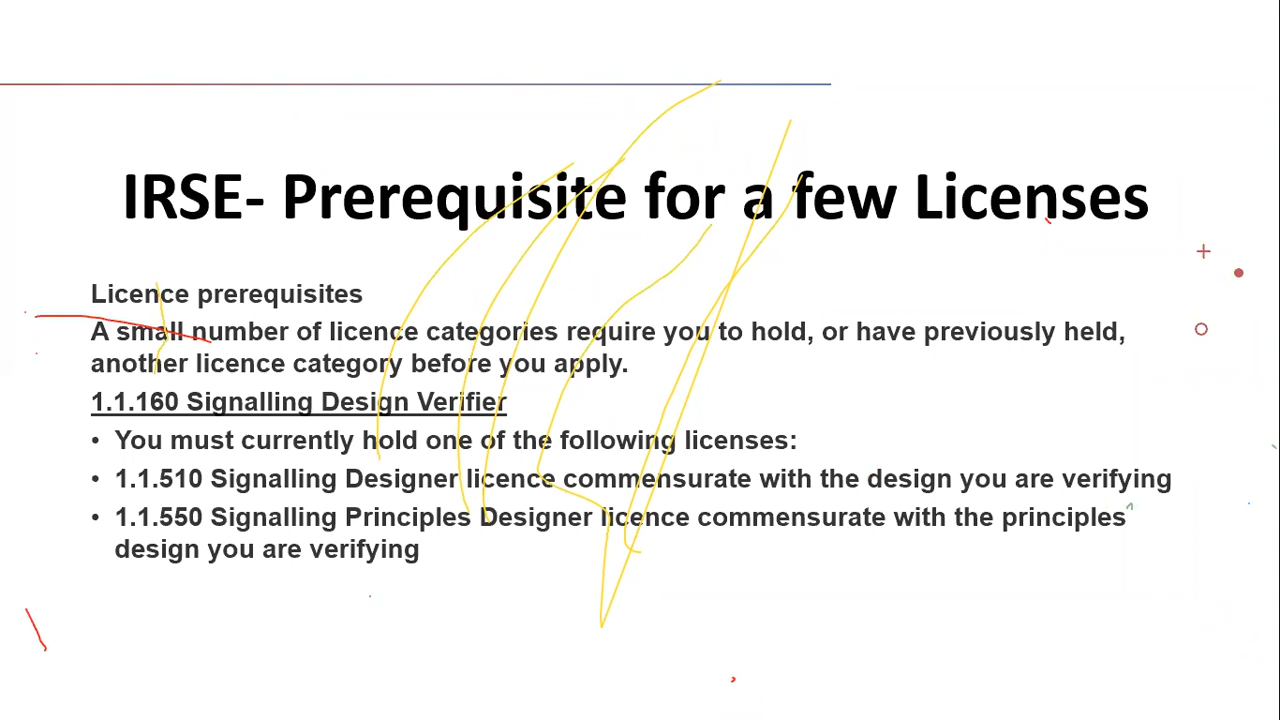 IRSE- Prerequisite for a few Licenses
Licence prerequisites
A small number of licence categories require you to hold, or have previously held,
another licence category before you apply.
1.1.160 Signalling Design Verifier
• You must currently hold one of the following licenses:
• 1.1.510 Signalling Designer licence commensurate with the design you are verifying
• 1.1.550 Signalling Principles Designer licence commensurate with the principles
design you are verifying